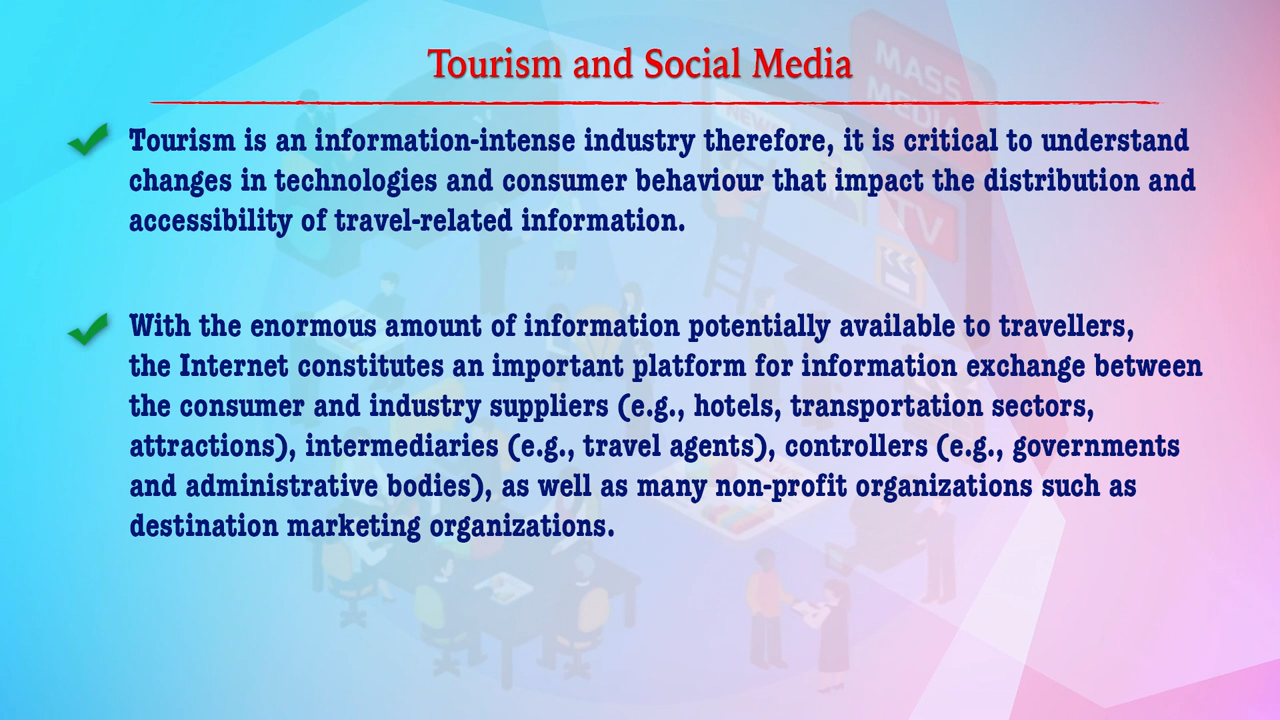 Tourism and Social Media
Tourism is an information-intense industry therefore, it is critical to understand
changes in technologies and consumer behaviour that impact the distribution and
accessibility of travel-related information.
With the enormous amount of information potentially available to travellers,
the Internet constitutes an important platform for information exchange between
the consumer and industry suppliers (e.g., hotels, transportation sectors,
attractions), intermediaries (e.g., travel agents), controllers (e.g., governments
and administrative bodies), as well as many non-profit organizations such as
destination marketing organizations.
MASS
MEDIA
NEWS
TV